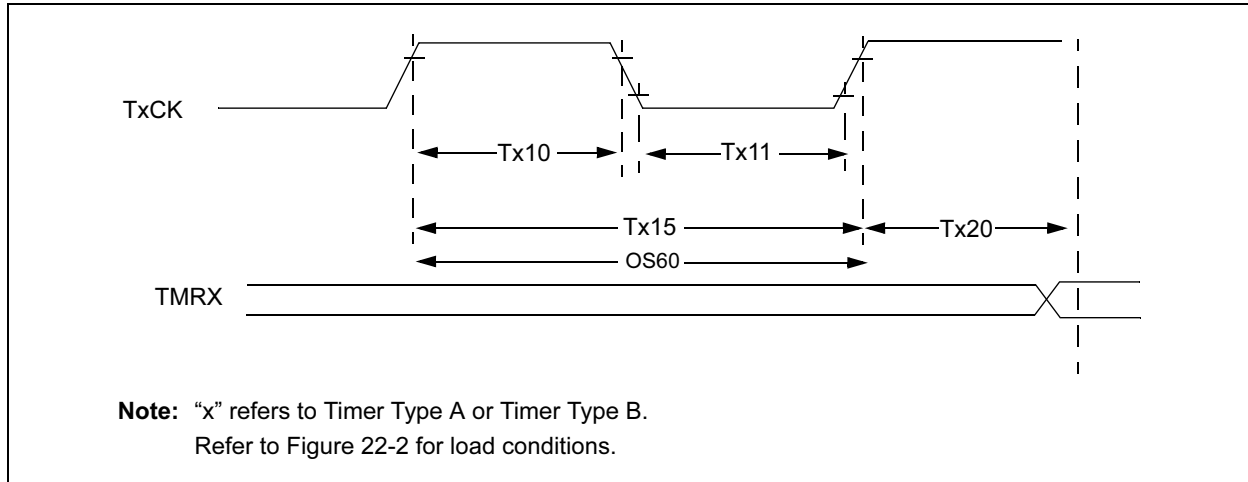 TxCK
Tx10
Tx11
Tx15
Tx20
OS60
TMRX
Note: “x” refers to Timer Type A or Timer Type B.
Refer to Figure 22-2 for load conditions.